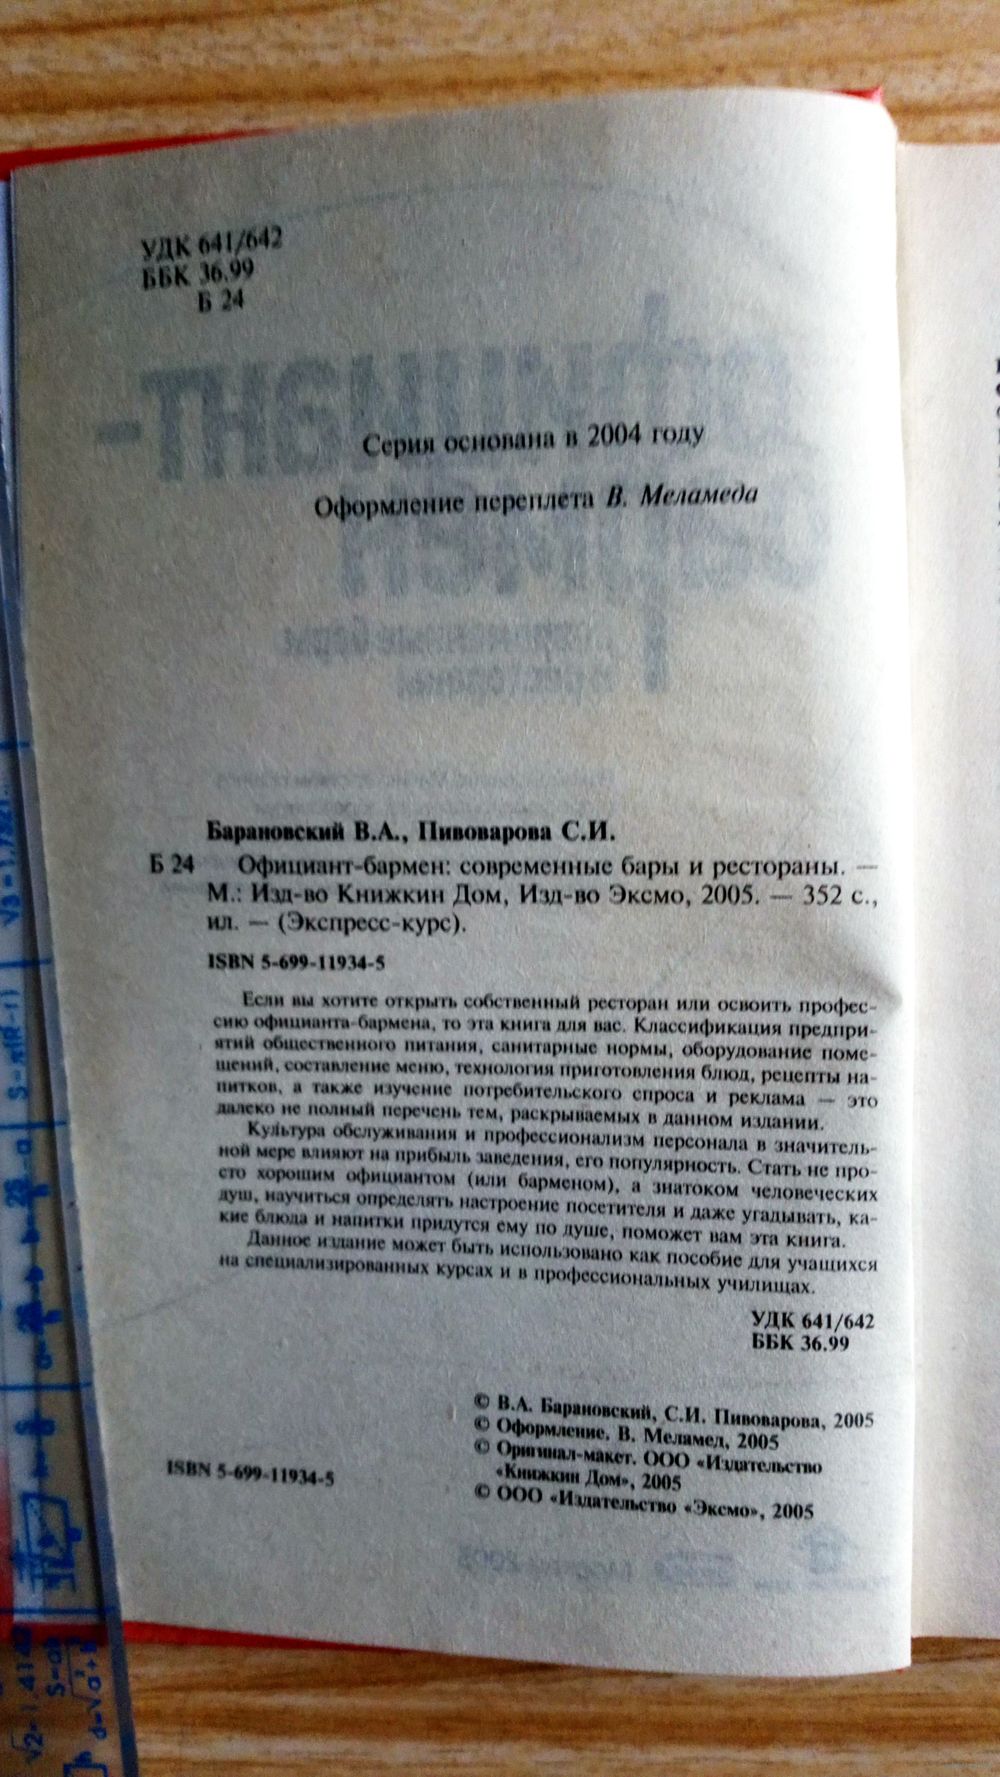 УДК 641/642
ББК 36.99
Б 24
Серия основана в 2004 году
Оформление переплета В. Меламеда
Барановский В.А., Пивоварова С.И.
Б 24 Официант-бармен: современные бары и рестораны. —
М.: Изд-во Книжкин Дом, Изд-во Эксмо, 2005. — 352 с.,
ил. — (Экспресс-курс).
ISBN 5-699-11934-5
Если вы хотите открыть собственный ресторан или освоить профес-
сию официанта-бармена, то эта книга для вас. Классификация предпри-
ятий общественного питания, санитарные нормы, оборудование поме-
щений, составление меню, технология приготовления блюд, рецепты на-
питков, а также изучение потребительского спроса и реклама — это
далеко не полный перечень тем, раскрываемых в данном издании.
Культура обслуживания и профессионализм персонала в значитель-
ной мере влияют на прибыль заведения, его популярность. Стать не про-
сто хорошим официантом (или барменом), а знатоком человеческих
душ, научиться определять настроение посетителя и даже угадывать, ка-
кие блюда и напитки придутся ему по душе, поможет вам эта книга.
Данное издание может быть использовано как пособие для учащихся
на специализированных курсах и в профессиональных училищах.
УДК 641/642
ББК 36.99
© В.А. Барановский, С.И. Пивоварова, 2005
© Оформление. В. Меламед, 2005
© Оригинал-макет. ООО «Издательство
«Книжкин Дом», 2005
© ООО «Издательство «Эксмо», 2005
ISBN 5-699-11934-5